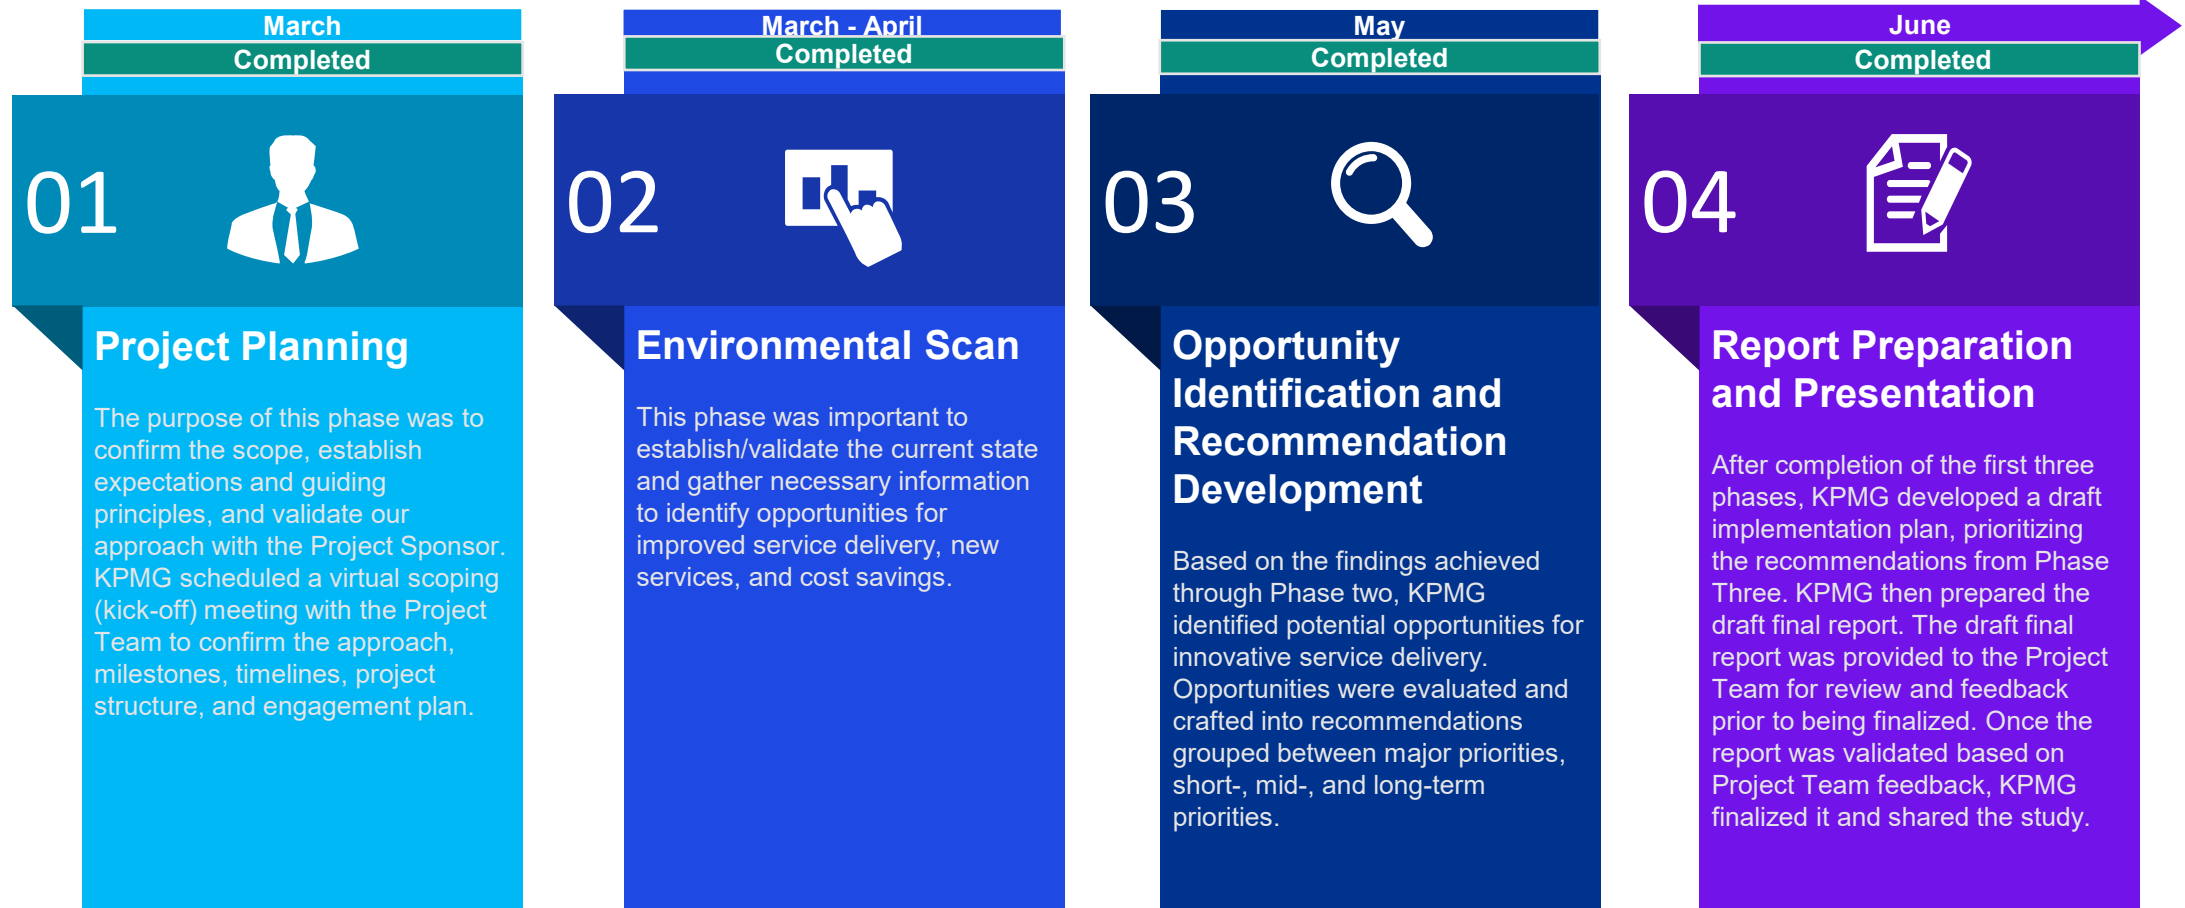 March
Completed
01
Project Planning
The purpose of this phase was to
confirm the scope, establish
expectations and guiding
principles, and validate our
approach with the Project Sponsor.
KPMG scheduled a virtual scoping
(kick-off) meeting with the Project
Team to confirm the approach,
milestones, timelines, project
structure, and engagement plan.
March - April
Completed
02
Environmental Scan
This phase was important to
establish/validate the current state
and gather necessary information
to identify opportunities for
improved service delivery, new
services, and cost savings.
May
Completed
03
Opportunity
Identification and
Recommendation
Development
Based on the findings achieved
through Phase two, KPMG
identified potential opportunities for
innovative service delivery.
Opportunities were evaluated and
crafted into recommendations
grouped between major priorities,
short-, mid-, and long-term
priorities.
June
Completed
04
Report Preparation
and Presentation
After completion of the first three
phases, KPMG developed a draft
implementation plan, prioritizing
the recommendations from Phase
Three. KPMG then prepared the
draft final report. The draft final
report was provided to the Project
Team for review and feedback
prior to being finalized. Once the
report was validated based on
Project Team feedback, KPMG
finalized it and shared the study.